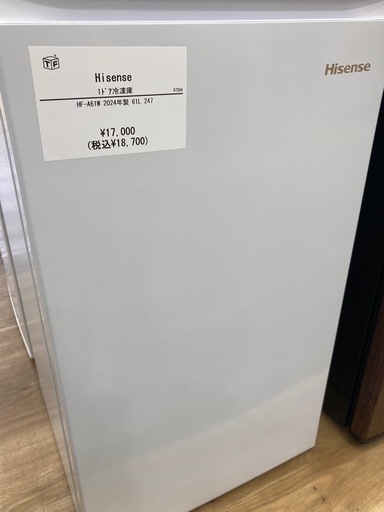 TF
Hisense
1ﾄﾞｱ冷凍庫
HF-A61W 2024年製 61L 247
¥17,000
(税込¥18,700)
Hisense